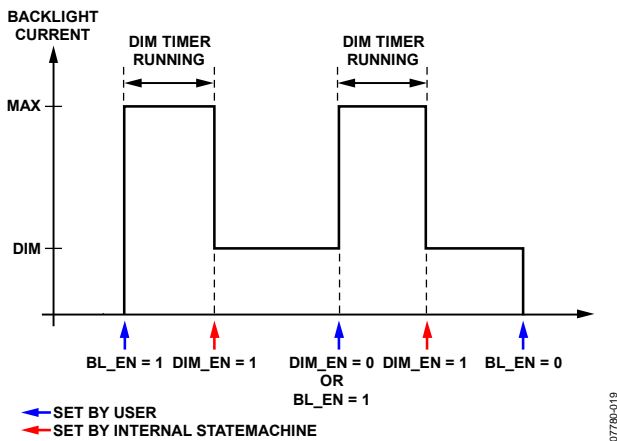 BACKLIGHT
CURRENT
DIM TIMER
RUNNING
DIM TIMER
RUNNING
MAX
DIM
BL_EN = 1
DIM_EN = 1
DIM_EN = 0
OR
BL_EN = 1
DIM_EN = 1
BL_EN = 0
SET BY USER
SET BY INTERNAL STATEMACHINE
07780-019